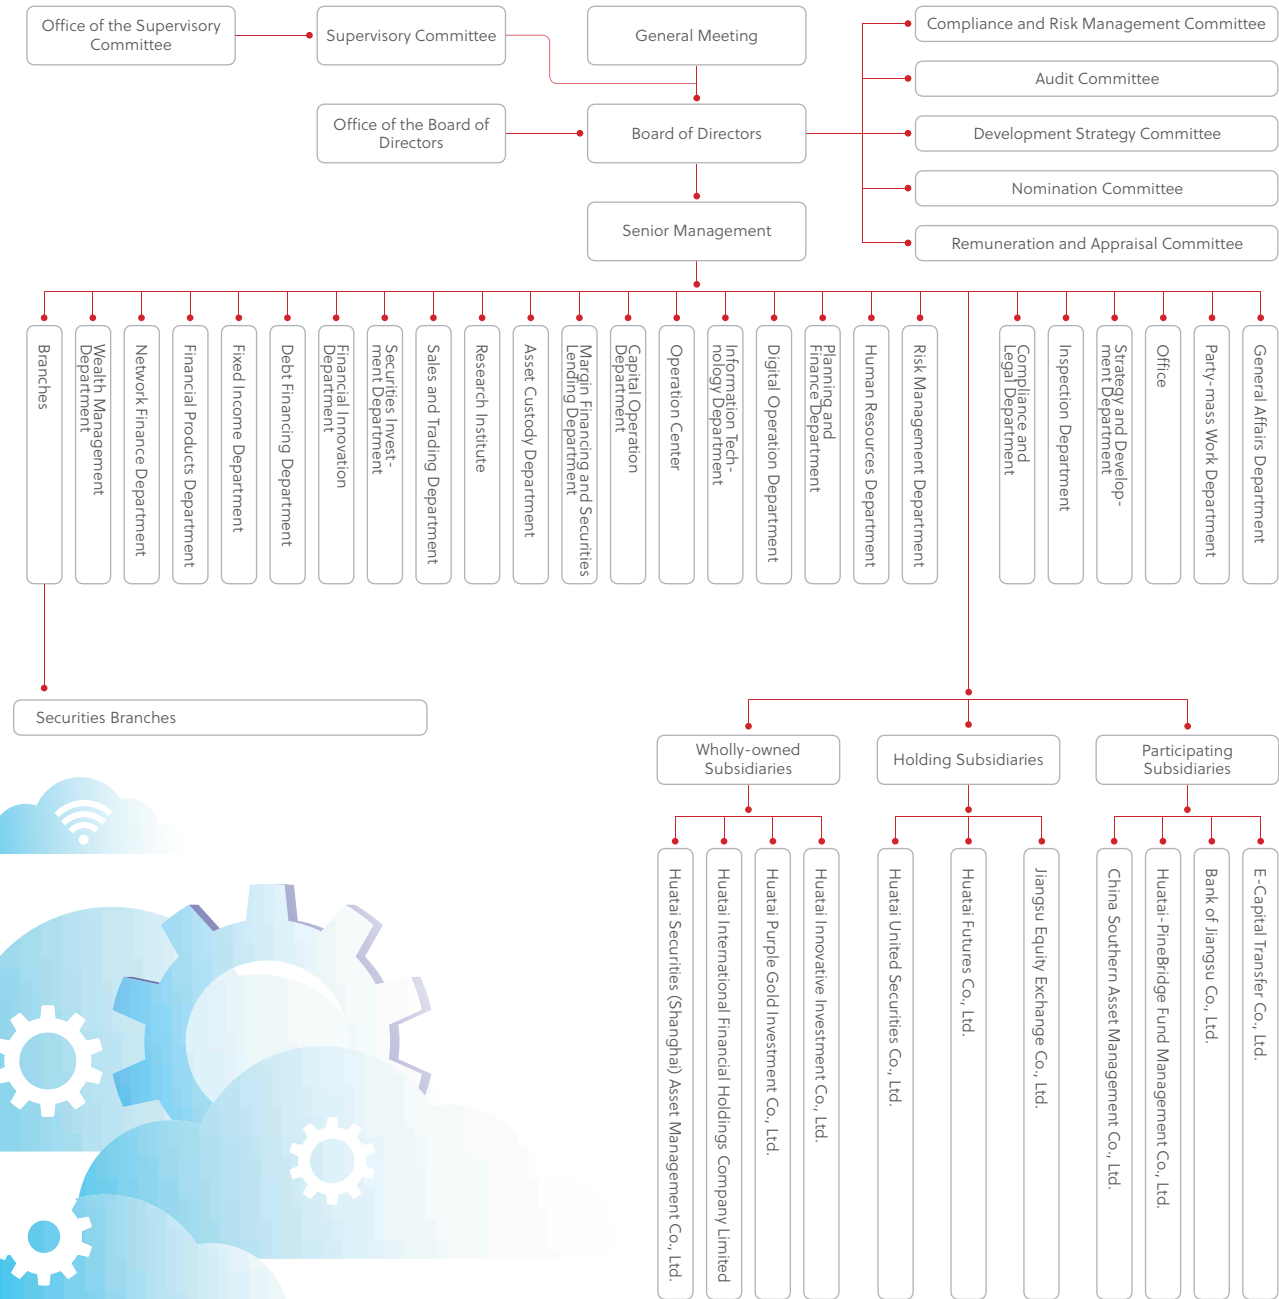 Office of the Supervisory
Committee
Supervisory Committee
General Meeting
Compliance and Risk Management Committee
Audit Committee
Office of the Board of
Directors
Board of Directors
Development Strategy Committee
Nomination Committee
Senior Management
Remuneration and Appraisal Committee
Branches
Wealth Management
Department
Network Finance Department
Financial Products Department
Fixed Income Department
Debt Financing Department
Financial Innovation
Department
Securities Invest-
ment Department
Sales and Trading Department
Research Institute
Asset Custody Department
Margin Financing and Securities
Lending Department
Capital Operation
Department
Operation Center
Information Tech-
nology Department
Digital Operation Department
Planning and
Finance Department
Human Resources Department
Risk Management Department
Compliance and
Legal Department
Inspection Department
Strategy and Develop-
ment Department
Office
Party-mass Work Department
General Affairs Department
Securities Branches
Wholly-owned
Subsidiaries
Holding Subsidiaries
Participating
Subsidiaries
Huatai Securities (Shanghai) Asset Management Co., Ltd.
Huatai International Financial Holdings Company Limited
Huatai Purple Gold Investment Co., Ltd.
Huatai Innovative Investment Co., Ltd.
Huatai United Securities Co., Ltd.
Huatai Futures Co., Ltd.
Jiangsu Equity Exchange Co., Ltd.
China Southern Asset Management Co., Ltd.
Huatai-PineBridge Fund Management Co., Ltd.
Bank of Jiangsu Co., Ltd.
E-Capital Transfer Co., Ltd.